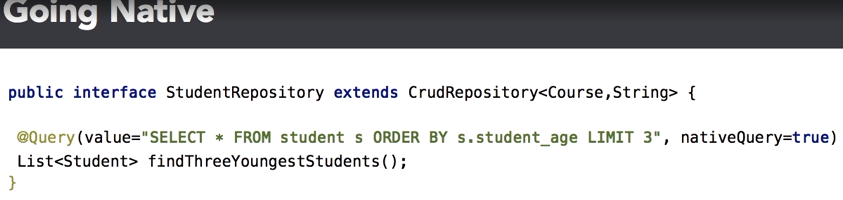 Going Native
public interface StudentRepository extends CrudRepository<Course,String> {
@Query(value="SELECT * FROM student s ORDER BY s.student_age LIMIT 3", nativeQuery=true)
List<Student> findThreeYoungestStudents();
}